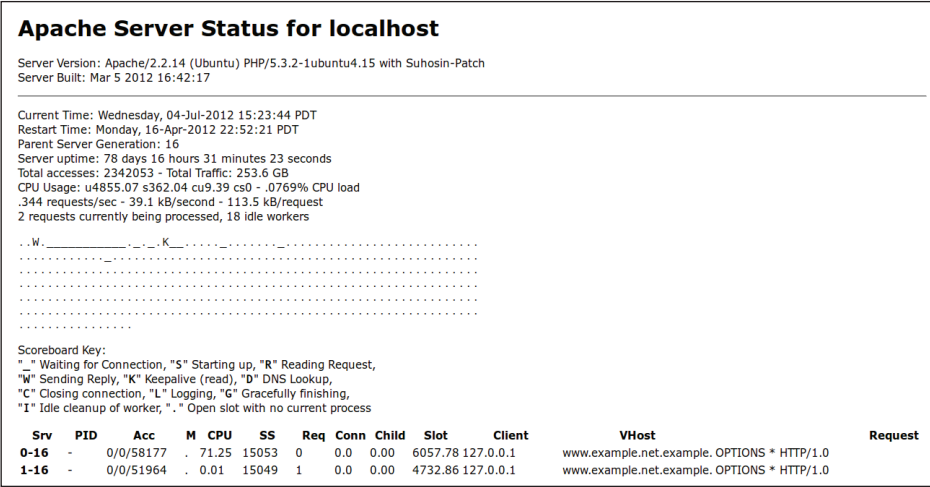 Apache Server Status for localhost
Server Version: Apache/2.2.14 (Ubuntu) PHP/5.3.2-1ubuntu4.15 with Suhosin-Patch
Server Built: Mar 5 2012 16:42:17
Current Time: Wednesday, 04-Jul-2012 15:23:44 PDT
Restart Time: Monday, 16-Apr-2012 22:52:21 PDT
Parent Server Generation: 16
Server uptime: 78 days 16 hours 31 minutes 23 seconds
Total accesses: 2342053 - Total Traffic: 253.6 GB
CPU Usage: u4855.07 s362.04 cu9.39 cs0 - .0769% CPU load
.344 requests/sec - 39.1 kB/second - 113.5 kB/request
2 requests currently being processed, 18 idle workers
..W.___________._._.K__....._......._...........................
............_...................................................
................................................................
................................................................
................................................................
................................................................
................
Scoreboard Key:
"_" Waiting for Connection, "S" Starting up, "R" Reading Request,
"W" Sending Reply, "K" Keepalive (read), "D" DNS Lookup,
"C" Closing connection, "L" Logging, "G" Gracefully finishing,
"I" Idle cleanup of worker, "." Open slot with no current process
Srv PID Acc M CPU SS Req Conn Child Slot Client VHost Request
0-16 - 0/0/58177 . 71.25 15053 0 0.0 0.00 6057.78 127.0.0.1 www.example.net.example. OPTIONS * HTTP/1.0
1-16 - 0/0/51964 . 0.01 15049 1 0.0 0.00 4732.86 127.0.0.1 www.example.net.example. OPTIONS * HTTP/1.0